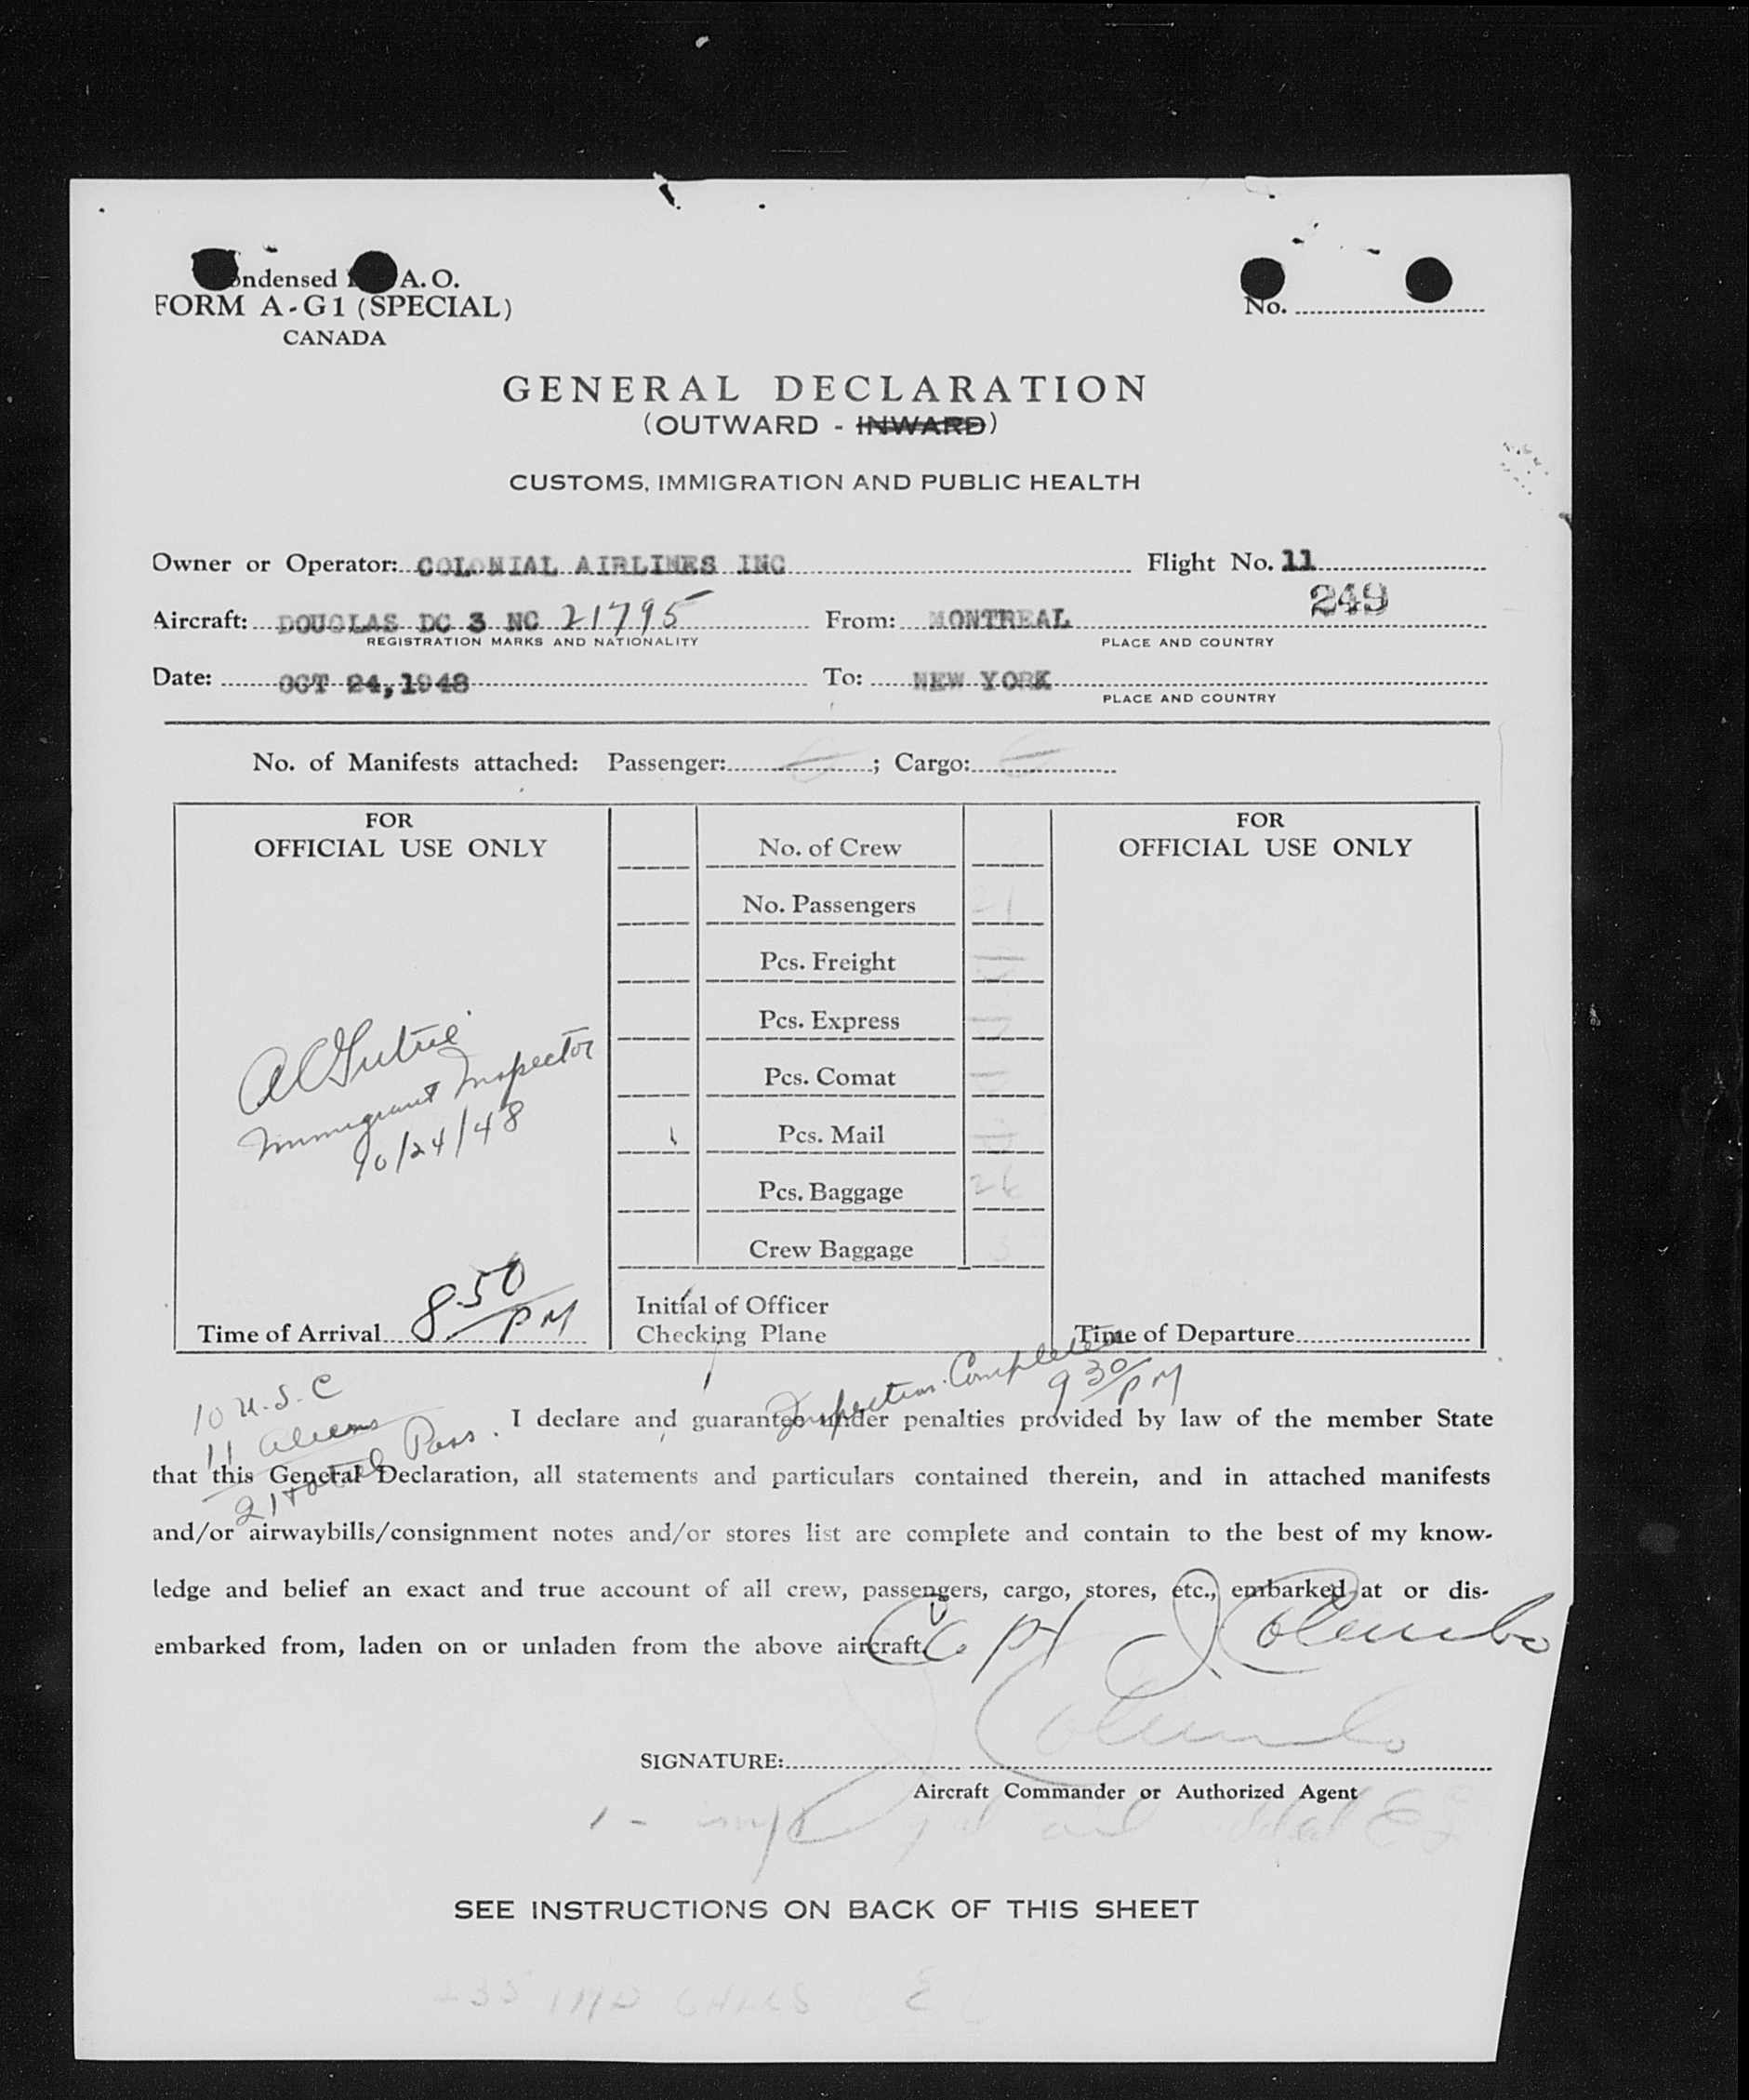 ondensed A. O.
FORM A-G1 (SPECIAL)
CANADA
No.
GENERAL DECLARATION
(OUTWARD - INWARD)
CUSTOMS, IMMIGRATION AND PUBLIC HEALTH
Owner or Operator: COLONIAL AIRLINES INC Flight No. 11
249
Aircraft: DOUGLAS DC 3 NC 21795 From: MONTREAL
REGISTRATION MARKS AND NATIONALITY PLACE AND COUNTRY
Date: OCT 24, 1948 To: NEW YORK
PLACE AND COUNTRY
No. of Manifests attached: Passenger: ; Cargo:
FOR
OFFICIAL USE ONLY
No. of Crew
FOR
OFFICIAL USE ONLY
No. Passengers 21
Pcs. Freight
Pcs. Express
Pcs. Comat
Pcs. Mail
Pcs. Baggage 26
Crew Baggage
Immigrant Inspector
10/24/48
Time of Arrival 8 50 PM
Initial of Officer
Checking Plane
Time of Departure
Inspection Completed
9 30 PM
10 U.S.C
11 aliens
21 total Pass.
I declare and guarantee under penalties provided by law of the member State
that this General Declaration, all statements and particulars contained therein, and in attached manifests
and/or airwaybills/consignment notes and/or stores list are complete and contain to the best of my know-
ledge and belief an exact and true account of all crew, passengers, cargo, stores, etc., embarked at or dis-
embarked from, laden on or unladen from the above aircraft.
Capt J Columbo
J Columbo
SIGNATURE:
Aircraft Commander or Authorized Agent
SEE INSTRUCTIONS ON BACK OF THIS SHEET